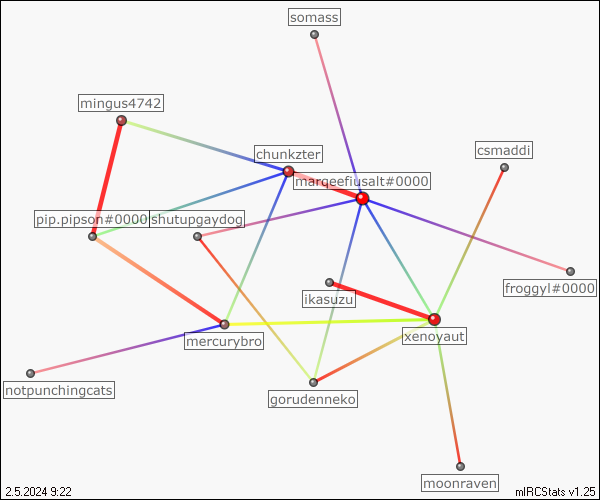 somass
mingus4742
csmaddi
chunkzter
marqeefiusalt#0000
pip.pipson#0000
shutupgaydog
froggyl#0000
ikasuzu
xenoyaut
mercurybro
notpunchingcats
gorudenneko
moonraven
2.5.2024 9:22
mIRCStats v1.25